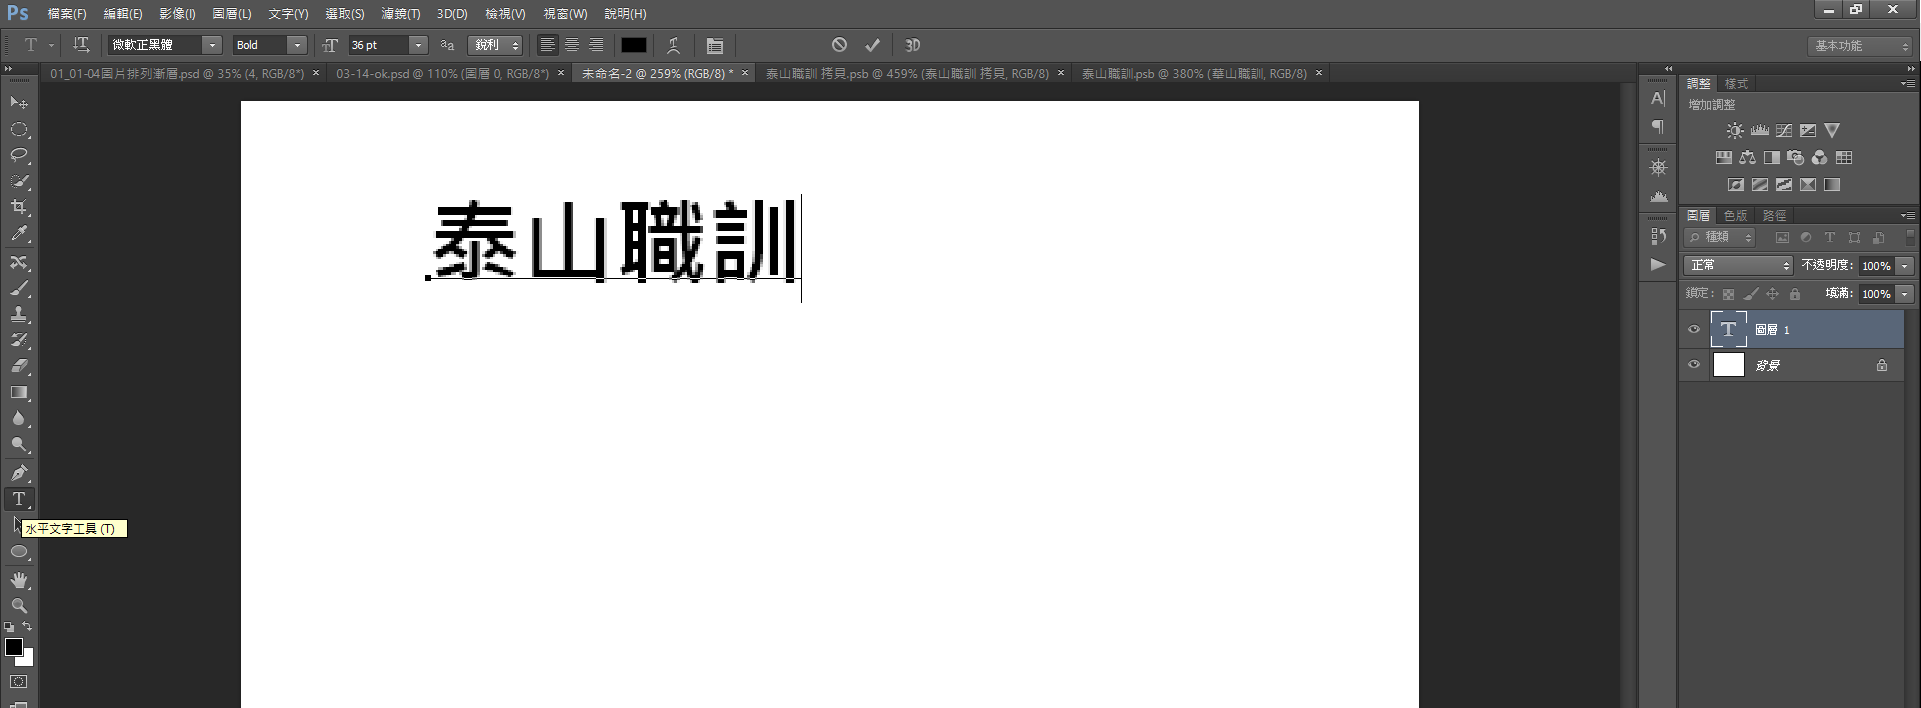 Ps 檔案(F) 編輯(E) 影像(I) 圖層(L) 文字(Y) 選取(S) 濾鏡(T) 3D(D) 檢視(V) 視窗(W) 說明(H)
T 微軟正黑體 Bold 36 pt aa 銳利 3D 基本功能
01_01-04圖片排列漸層.psd @ 35% (4, RGB/8*) × 03-14-ok.psd @ 110% (圖層 0, RGB/8*) × 未命名-2 @ 259% (RGB/8) * × 泰山職訓 拷貝.psb @ 459% (泰山職訓 拷貝, RGB/8) × 泰山職訓.psb @ 380% (華山職訓, RGB/8) ×
調整 樣式
增加調整
泰山職訓
圖層 色版 路徑
種類
正常 不透明度: 100%
鎖定: 填滿: 100%
圖層 1
背景
水平文字工具 (T)